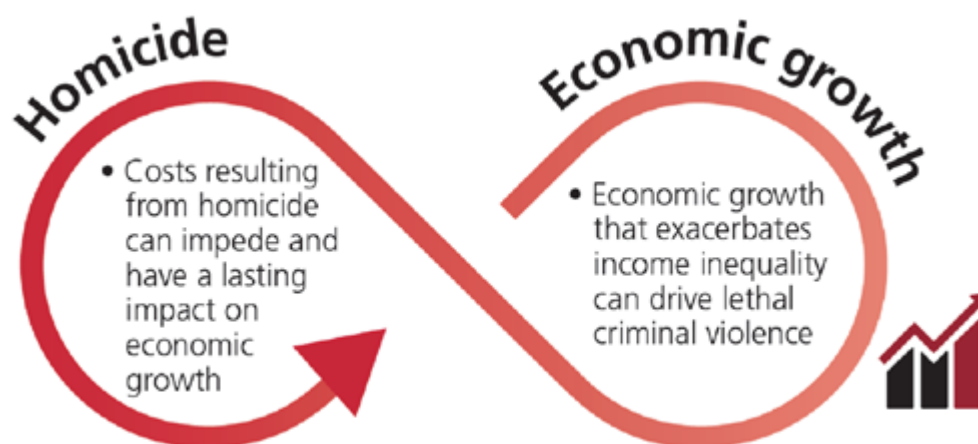 Homicide
• Costs resulting
from homicide
can impede and
have a lasting
impact on
economic
growth
Economic growth
• Economic growth
that exacerbates
income inequality
can drive lethal
criminal violence